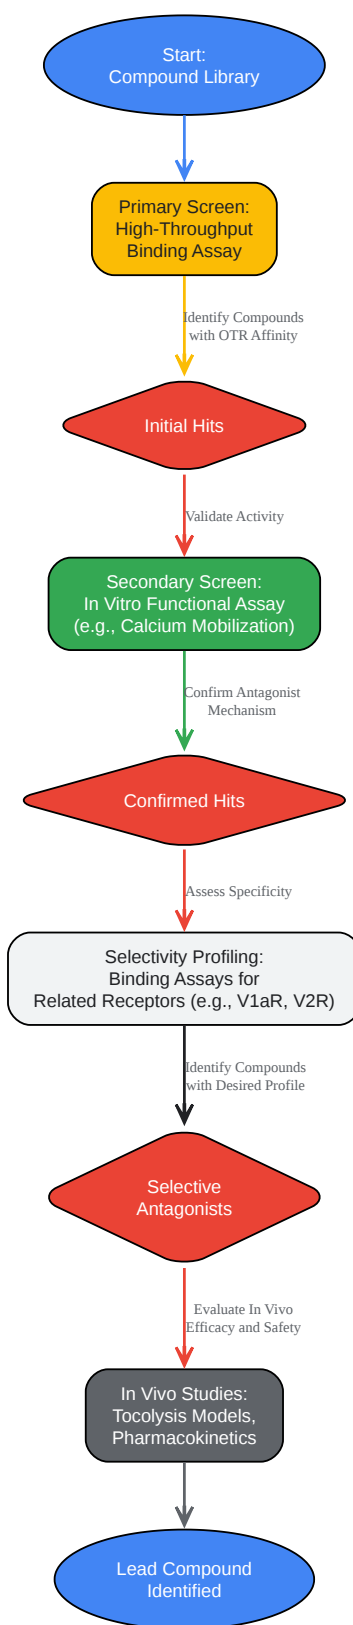 Start:
Compound Library
Primary Screen:
High-Throughput
Binding Assay
Identify Compounds
with OTR Affinity
Initial Hits
Validate Activity
Secondary Screen:
In Vitro Functional Assay
(e.g., Calcium Mobilization)
Confirm Antagonist
Mechanism
Confirmed Hits
Assess Specificity
Selectivity Profiling:
Binding Assays for
Related Receptors (e.g., V1aR, V2R)
Identify Compounds
with Desired Profile
Selective
Antagonists
Evaluate In Vivo
Efficacy and Safety
In Vivo Studies:
Tocolysis Models,
Pharmacokinetics
Lead Compound
Identified